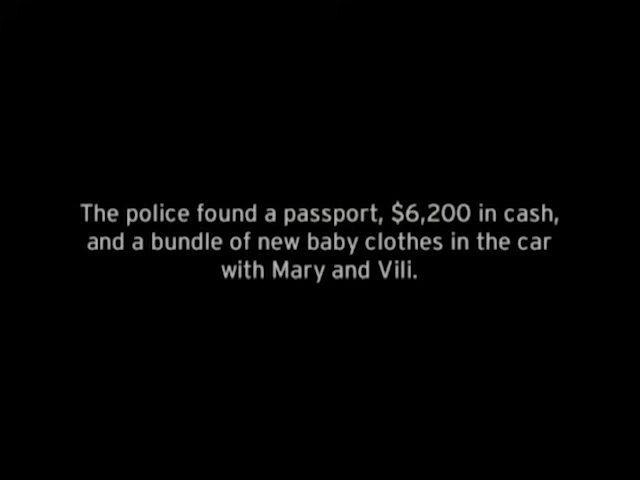 The police found a passport, $6,200 in cash,
and a bundle of new baby clothes in the car
with Mary and Vili.